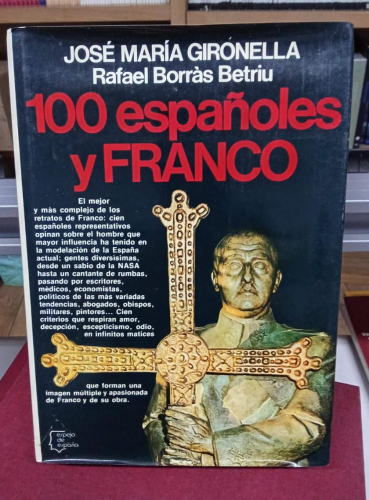 JOSÉ MARÍA GIRONELLA
Rafael Borràs Betriu
100 españoles
y FRANCO
El mejor
y más complejo de los
retratos de Franco: cien
españoles representativos
opinan sobre el hombre que
mayor influencia ha tenido en
la modelación de la España
actual; gentes diversísimas,
desde un sabio de la NASA
hasta un cantante de rumbas,
pasando por escritores,
médicos, economistas,
políticos de las más variadas
tendencias, abogados, obispos,
militares, pintores... Cien
criterios que respiran amor,
decepción, escepticismo, odio,
en infinitos matices
que forman una
imagen múltiple y apasionada
de Franco y de su obra.
espejo
de
españa